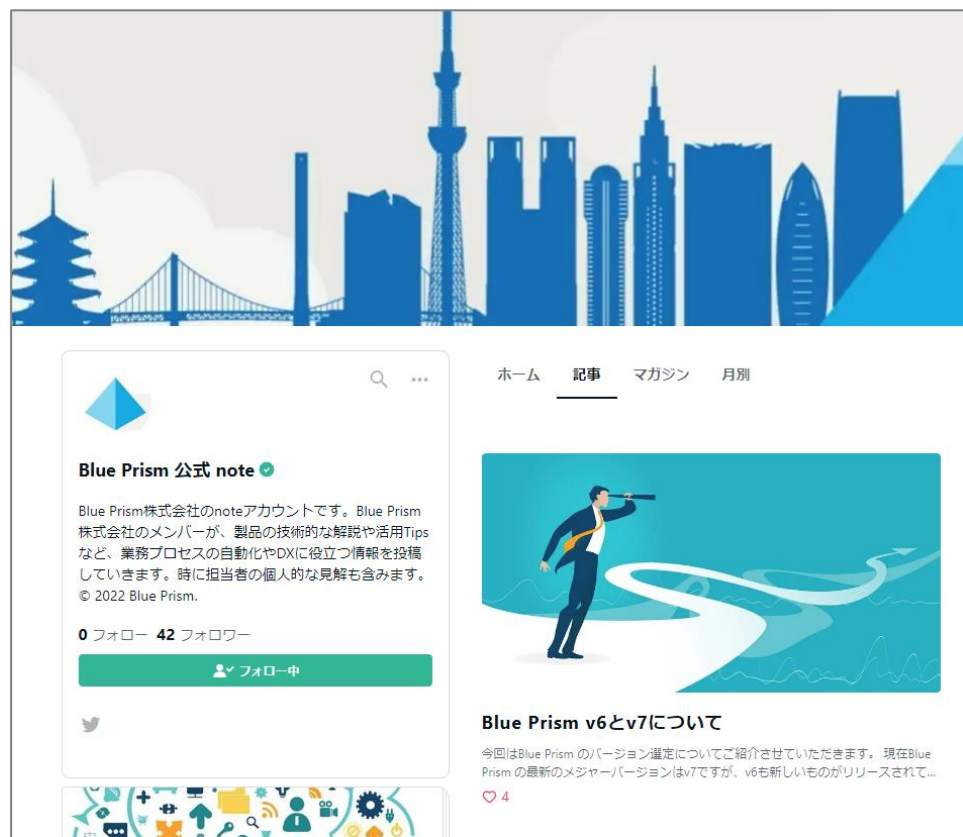 ホーム 記事 マガジン 月別
Blue Prism 公式 note
Blue Prism株式会社のnoteアカウントです。Blue Prism
株式会社のメンバーが、製品の技術的な解説や活用Tips
など、業務プロセスの自動化やDXに役立つ情報を投稿
していきます。時に担当者の個人的な見解も含みます。
© 2022 Blue Prism.
0 フォロー 42 フォロワー
フォロー中
Blue Prism v6とv7について
今回はBlue Prism のバージョン選定についてご紹介させていただきます。 現在Blue
Prism の最新のメジャーバージョンはv7ですが、v6も新しいものがリリースされて...
4